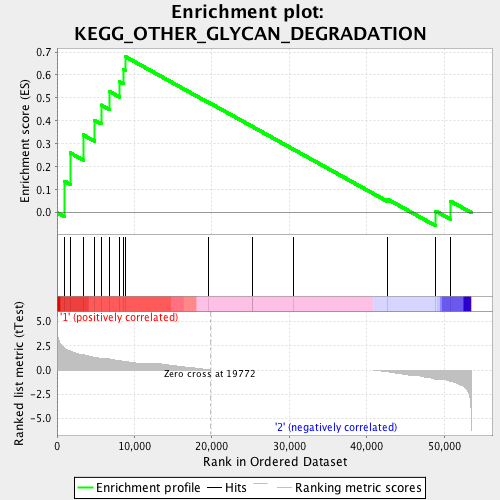 Enrichment plot:
KEGG_OTHER_GLYCAN_DEGRADATION
Enrichment score (ES)
0.7
0.6
0.5
0.4
0.3
0.2
0.1
0.0
'1' (positively correlated)
Ranked list metric (tTest)
5.0
2.5
0.0
-2.5
-5.0
Zero cross at 19772
'2' (negatively correlated)
0 10,000 20,000 30,000 40,000 50,000
Rank in Ordered Dataset
Enrichment profile Hits Ranking metric scores